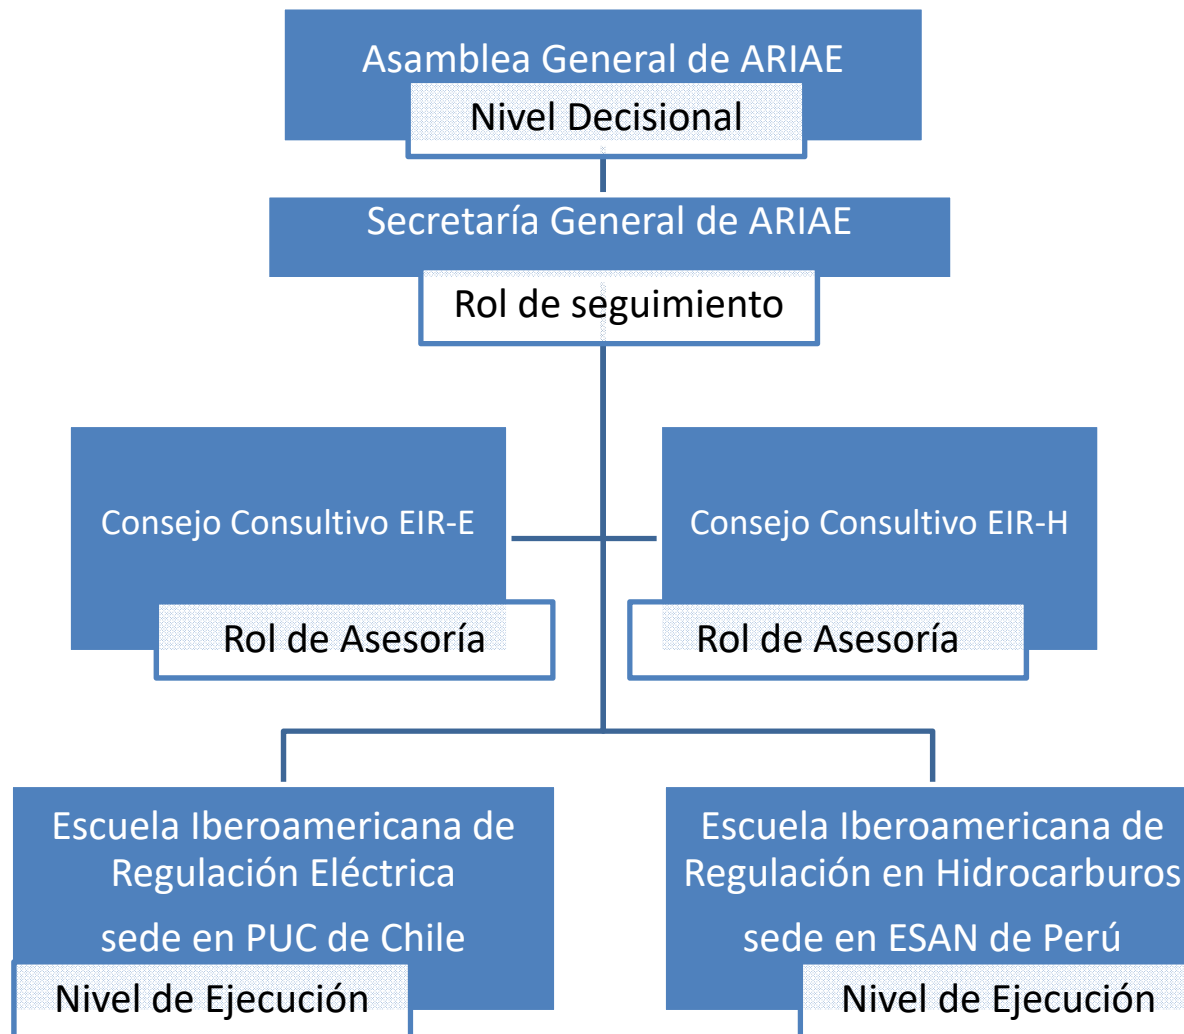 Asamblea General de ARIAE
Nivel Decisional
Secretaría General de ARIAE
Rol de seguimiento
Consejo Consultivo EIR-E
Rol de Asesoría
Consejo Consultivo EIR-H
Rol de Asesoría
Escuela Iberoamericana de
Regulación Eléctrica
sede en PUC de Chile
Nivel de Ejecución
Escuela Iberoamericana de
Regulación en Hidrocarburos
sede en ESAN de Perú
Nivel de Ejecución